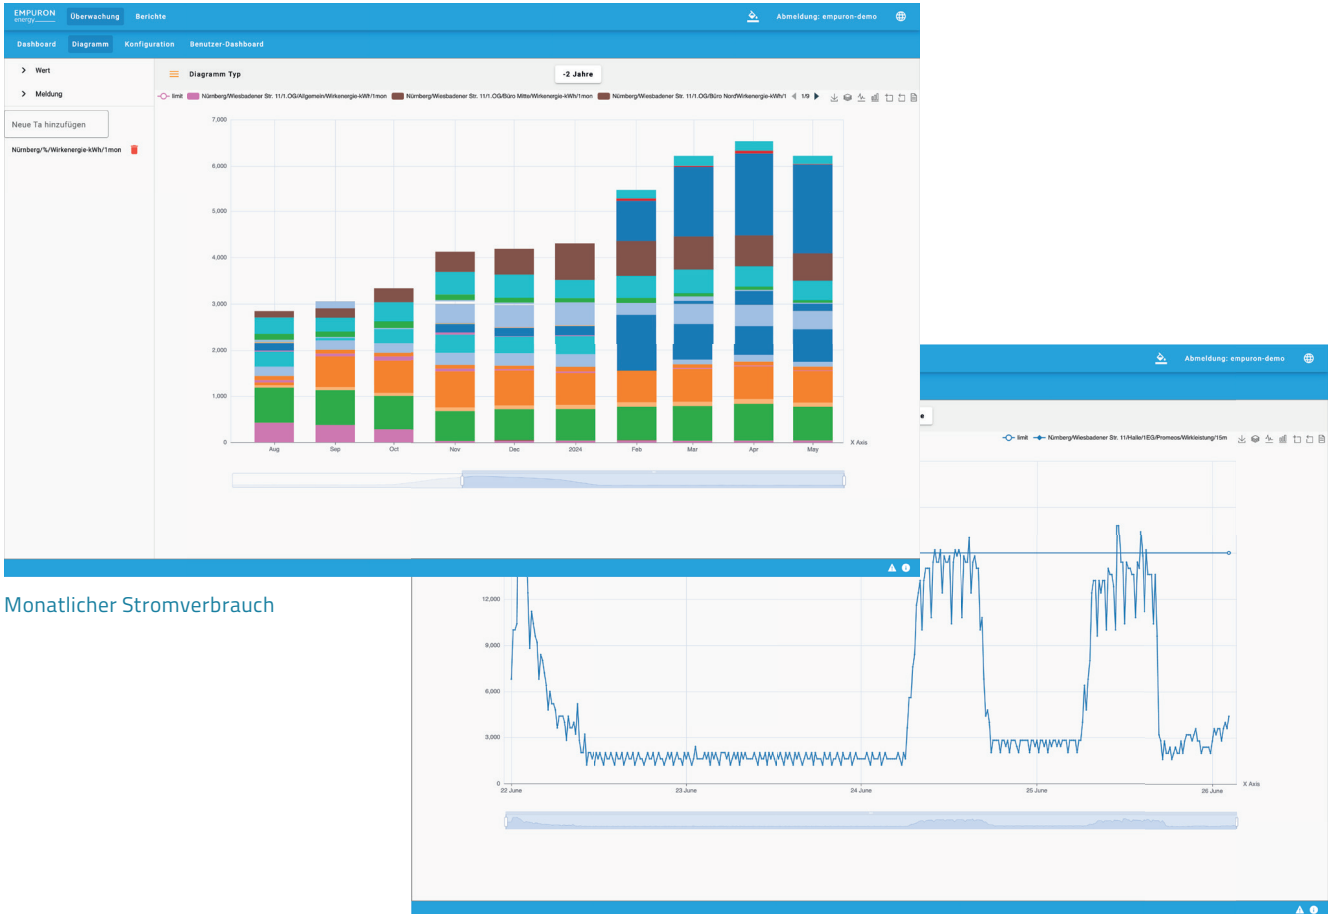 EMPURON
energy
Überwachung
Berichte
Abmeldung: empuron-demo
Dashboard
Diagramm
Konfiguration
Benutzer-Dashboard
Wert
Meldung
Neue Ta hinzufügen
Nürnberg/%/Wirkenergie-kWh/1mon
Diagramm Typ
-2 Jahre
limit
Nürnberg/Wiesbadener Str. 11/1.OG/Allgemein/Wirkenergie-kWh/1mon
Nürnberg/Wiesbadener Str. 11/1.OG/Büro Mitte/Wirkenergie-kWh/1mon
Nürnberg/Wiesbadener Str. 11/1.OG/Büro Nord/Wirkenergie-kWh/1
1/9
7,000
6,000
5,000
4,000
3,000
2,000
1,000
0
Aug
Sep
Oct
Nov
Dec
2024
Feb
Mar
Apr
May
X Axis
Monatlicher Stromverbrauch
Abmeldung: empuron-demo
e
limit
Nürnberg/Wiesbadener Str. 11/Halle/1EG/Promeos/Wirkleistung/15m
12,000
9,000
6,000
3,000
0
22 June
23 June
24 June
25 June
26 June
X Axis